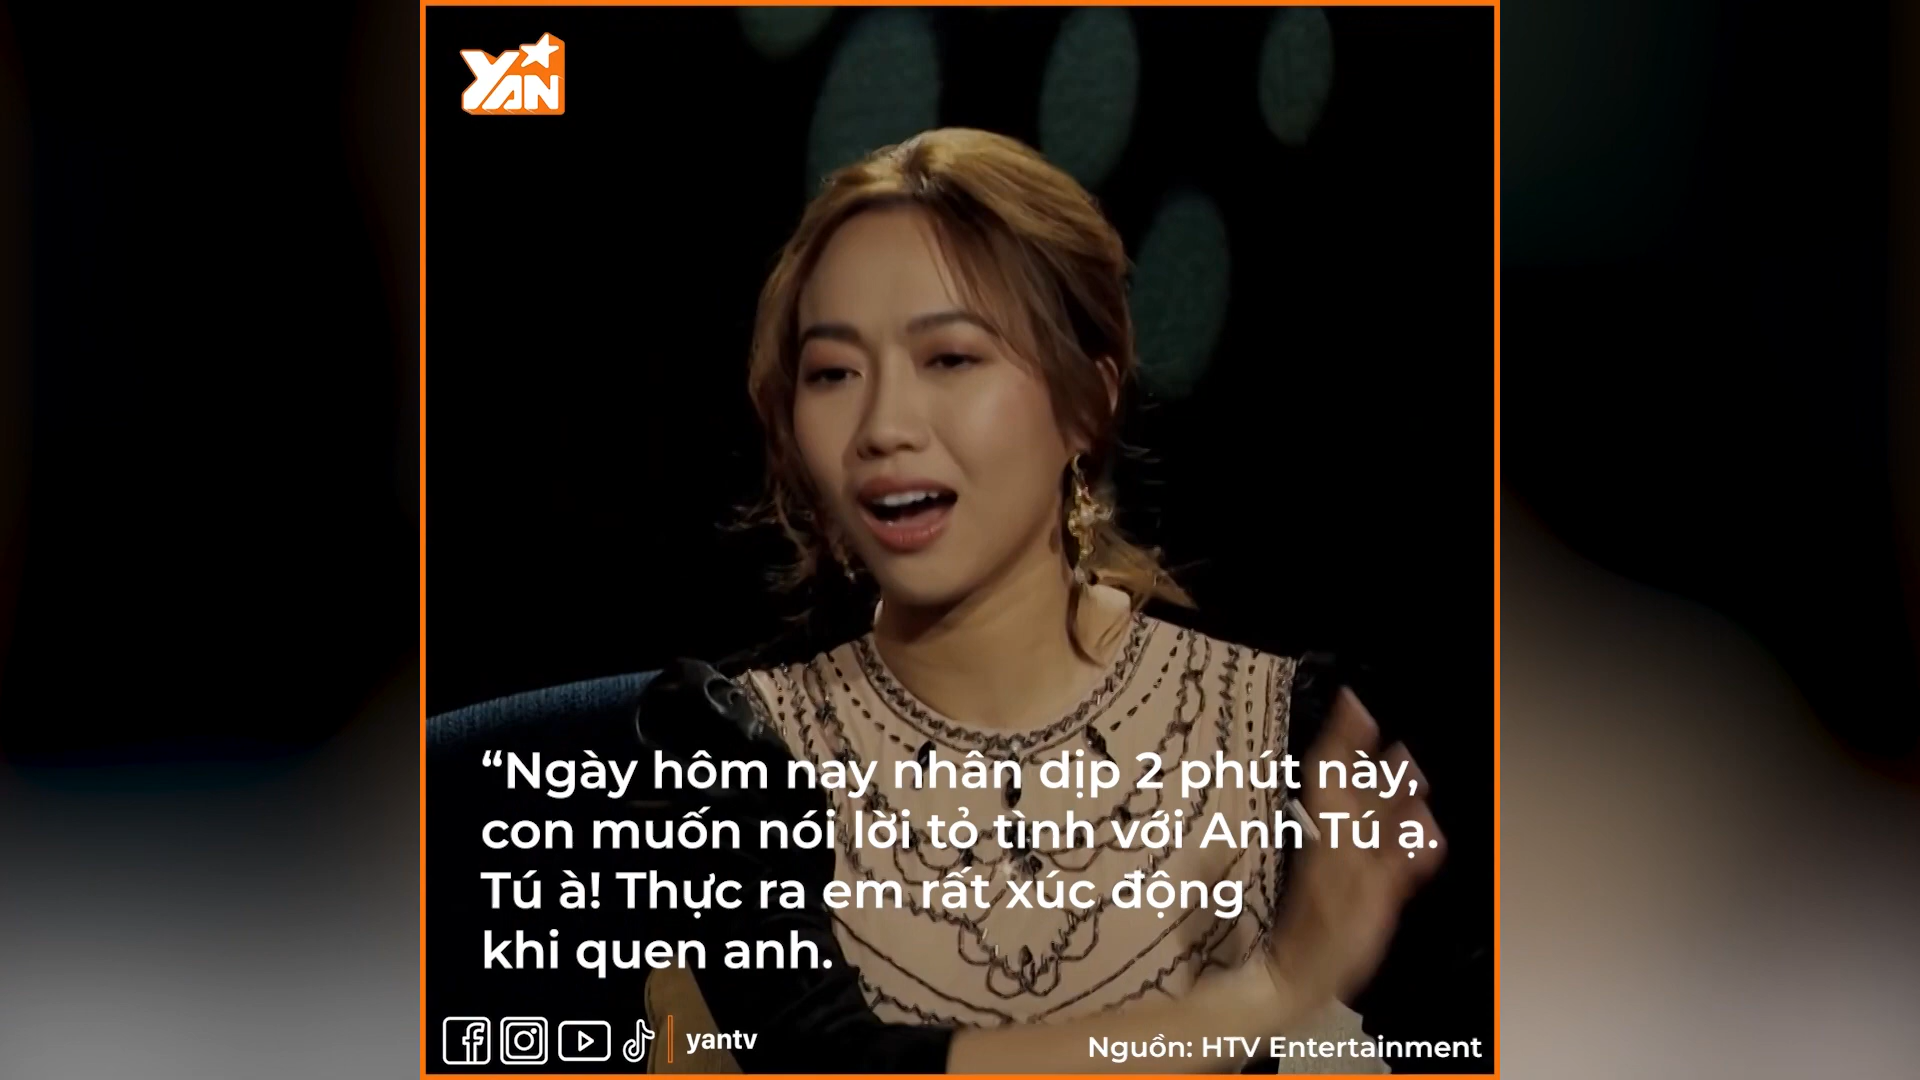 YAN
“Ngày hôm nay nhân dịp 2 phút này,
con muốn nói lời tỏ tình với Anh Tú ạ.
Tú à! Thực ra em rất xúc động
khi quen anh.
yantv
Nguồn: HTV Entertainment